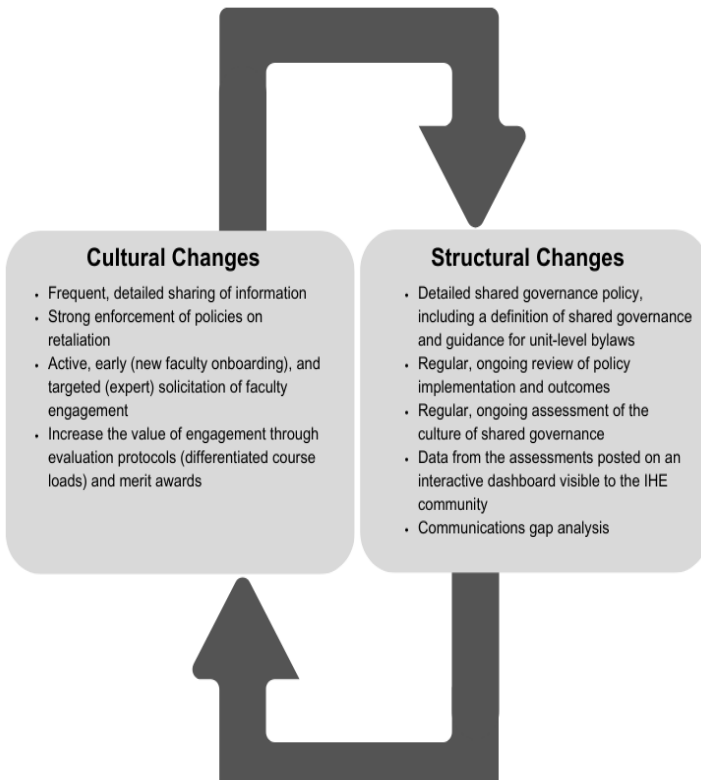 Cultural Changes
• Frequent, detailed sharing of information
• Strong enforcement of policies on
retaliation
• Active, early (new faculty onboarding), and
targeted (expert) solicitation of faculty
engagement
• Increase the value of engagement through
evaluation protocols (differentiated course
loads) and merit awards
Structural Changes
• Detailed shared governance policy,
including a definition of shared governance
and guidance for unit-level bylaws
• Regular, ongoing review of policy
implementation and outcomes
• Regular, ongoing assessment of the
culture of shared governance
• Data from the assessments posted on an
interactive dashboard visible to the IHE
community
• Communications gap analysis